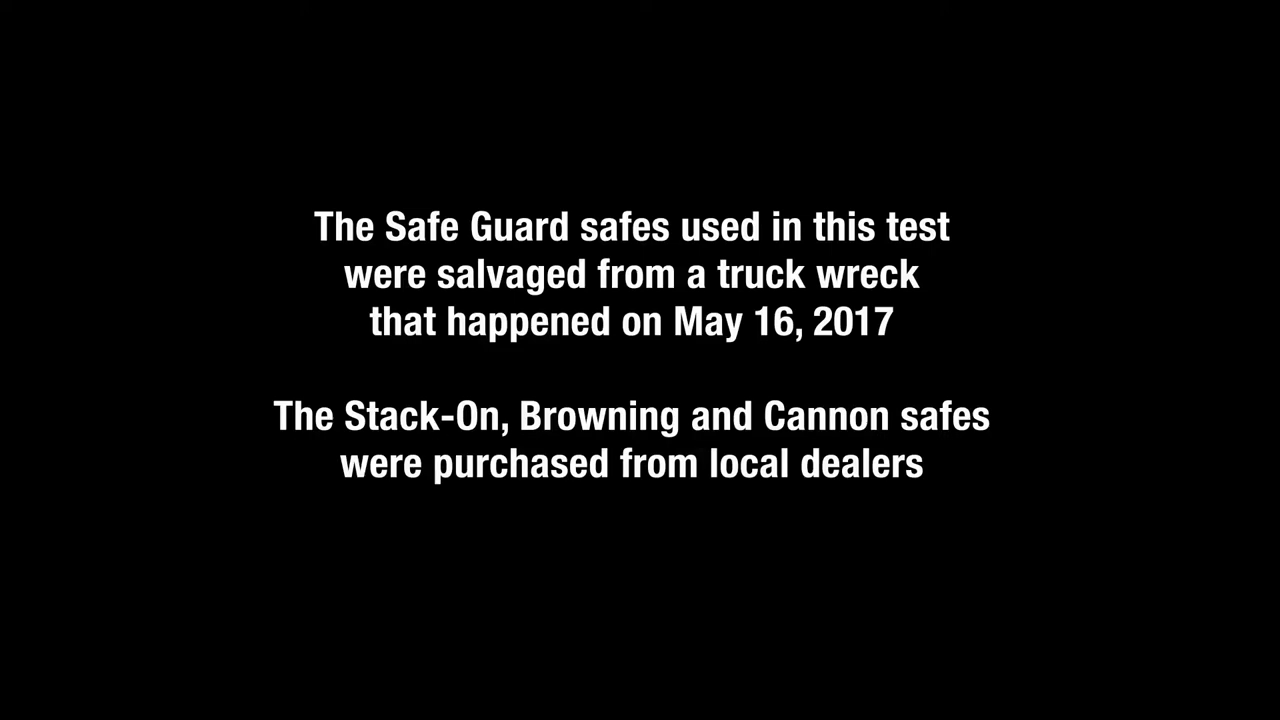 The Safe Guard safes used in this test
were salvaged from a truck wreck
that happened on May 16, 2017
The Stack-On, Browning and Cannon safes
were purchased from local dealers